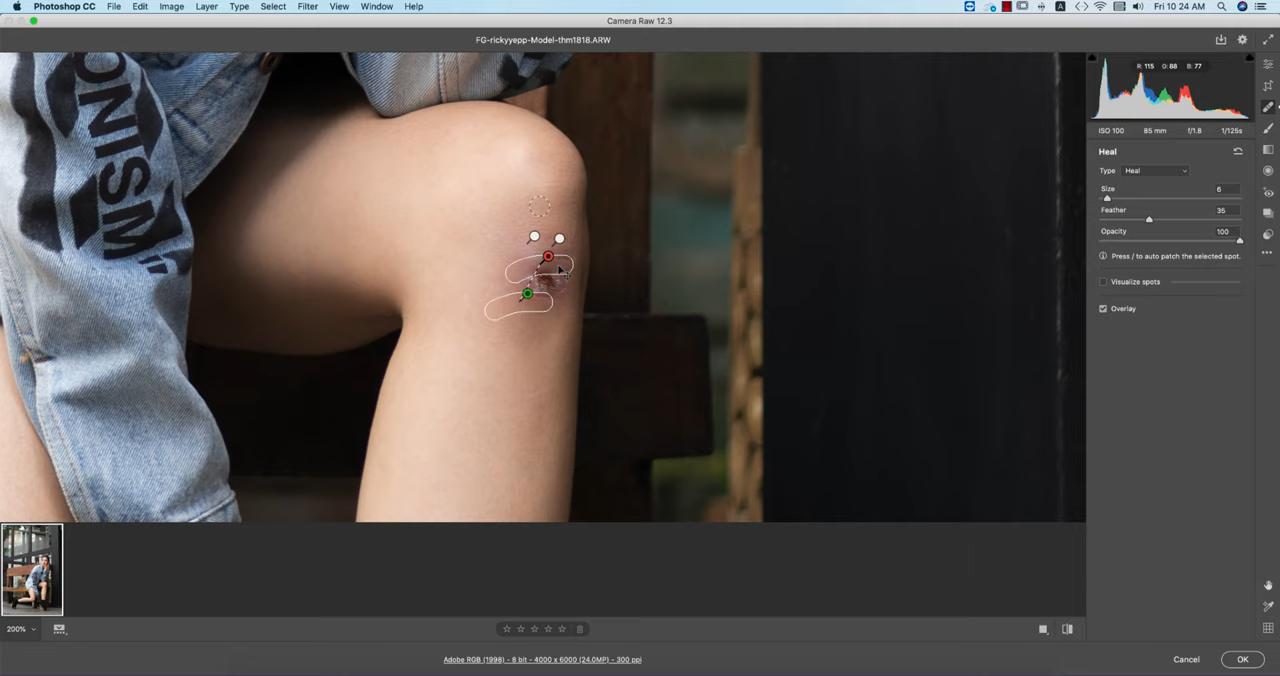 Photoshop CC File Edit Image Layer Type Select Filter View Window Help
A Fri 10 24 AM
Camera Raw 12.3
FG-rickyyepp-Model-thm1818.ARW
R: 115 G: 88 B: 77
ISO 100 85 mm f/1.8 1/125s
Heal
Type Heal
Size 6
Feather 35
Opacity 100
Press / to auto patch the selected spot.
Visualize spots
Overlay
ONISM
200%
Adobe RGB (1998) - 8 bit - 4000 x 6000 (24.0MP) - 300 ppi
Cancel OK